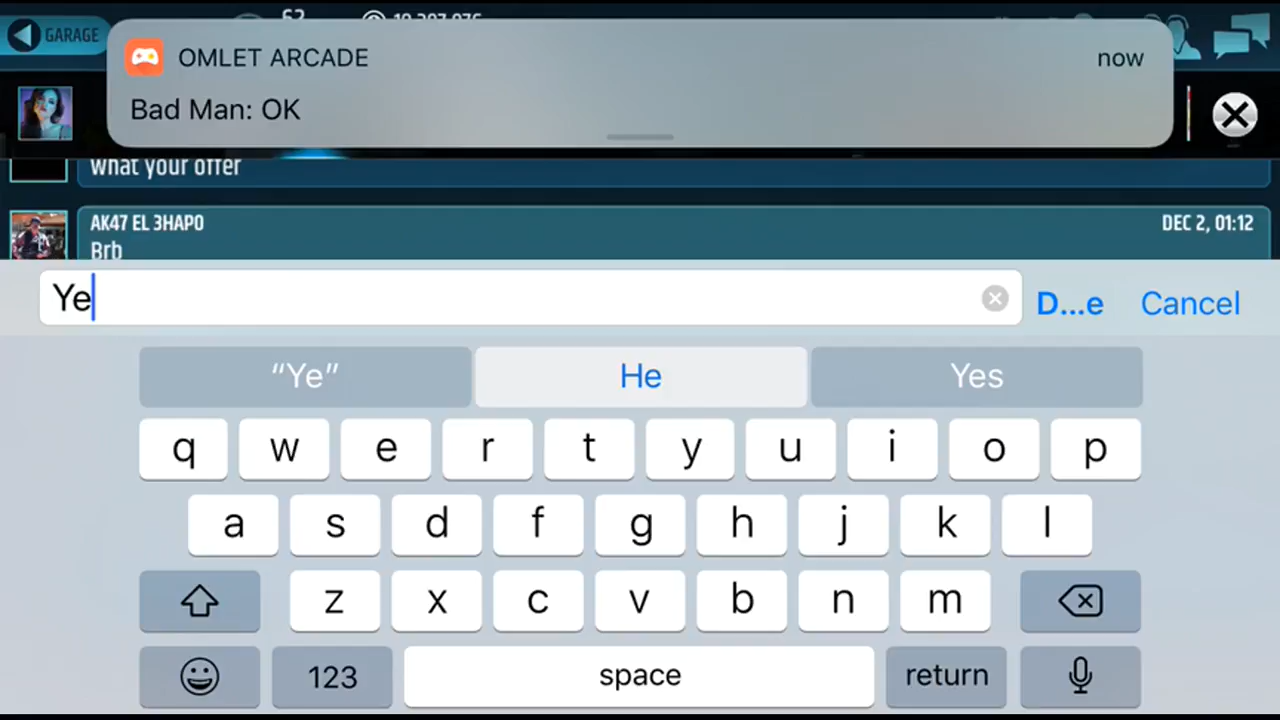 GARAGE
OMLET ARCADE
now
Bad Man: OK
what your offer
AK47 EL 3HAPO
DEC 2, 01:12
Brb
Ye
D...e
Cancel
“Ye”
He
Yes
q w e r t y u i o p
a s d f g h j k l
z x c v b n m
123
space
return